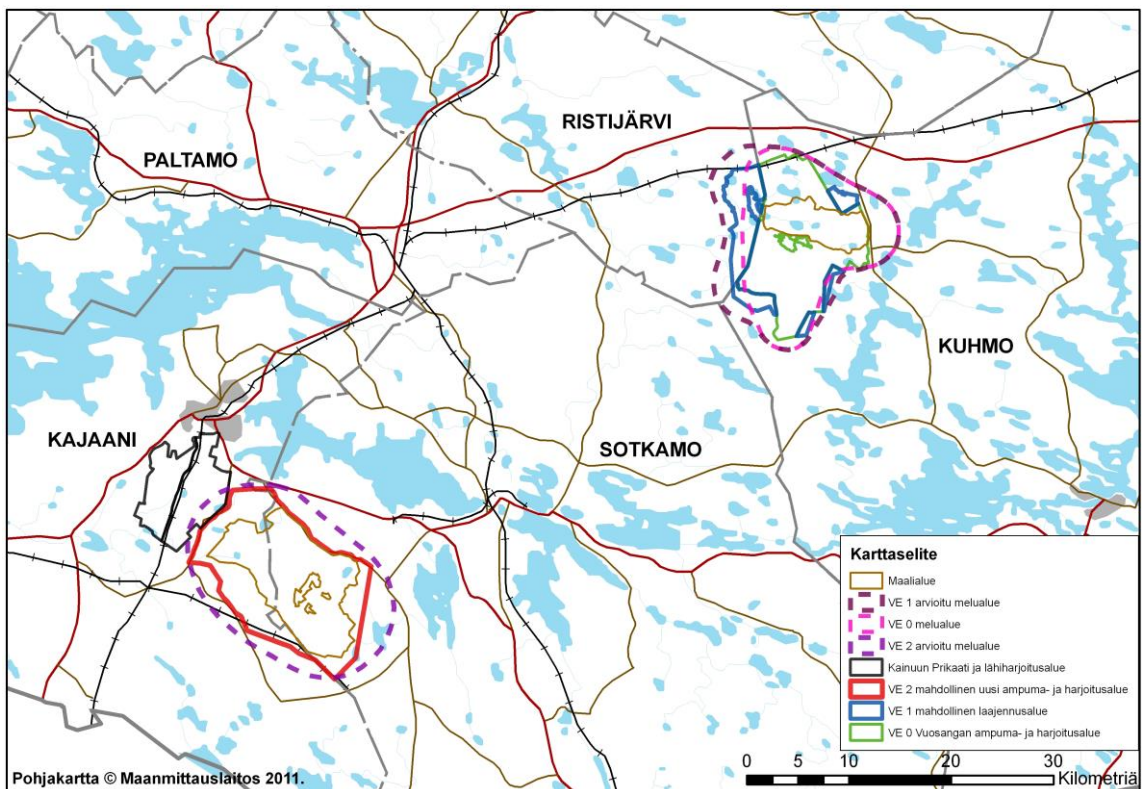 RISTIJÄRVI
PALTAMO
KUHMO
KAJAANI
SOTKAMO
Karttaselite
Maalialue
VE 1 arvioitu melualue
VE 0 melualue
VE 2 arvioitu melualue
Kainuun Prikaati ja lähiharjoitusalue
VE 2 mahdollinen uusi ampuma- ja harjoitusalue
VE 1 mahdollinen laajennusalue
VE 0 Vuosangan ampuma- ja harjoitusalue
0 5 10 20 30
Kilometriä
Pohjakartta © Maanmittauslaitos 2011.